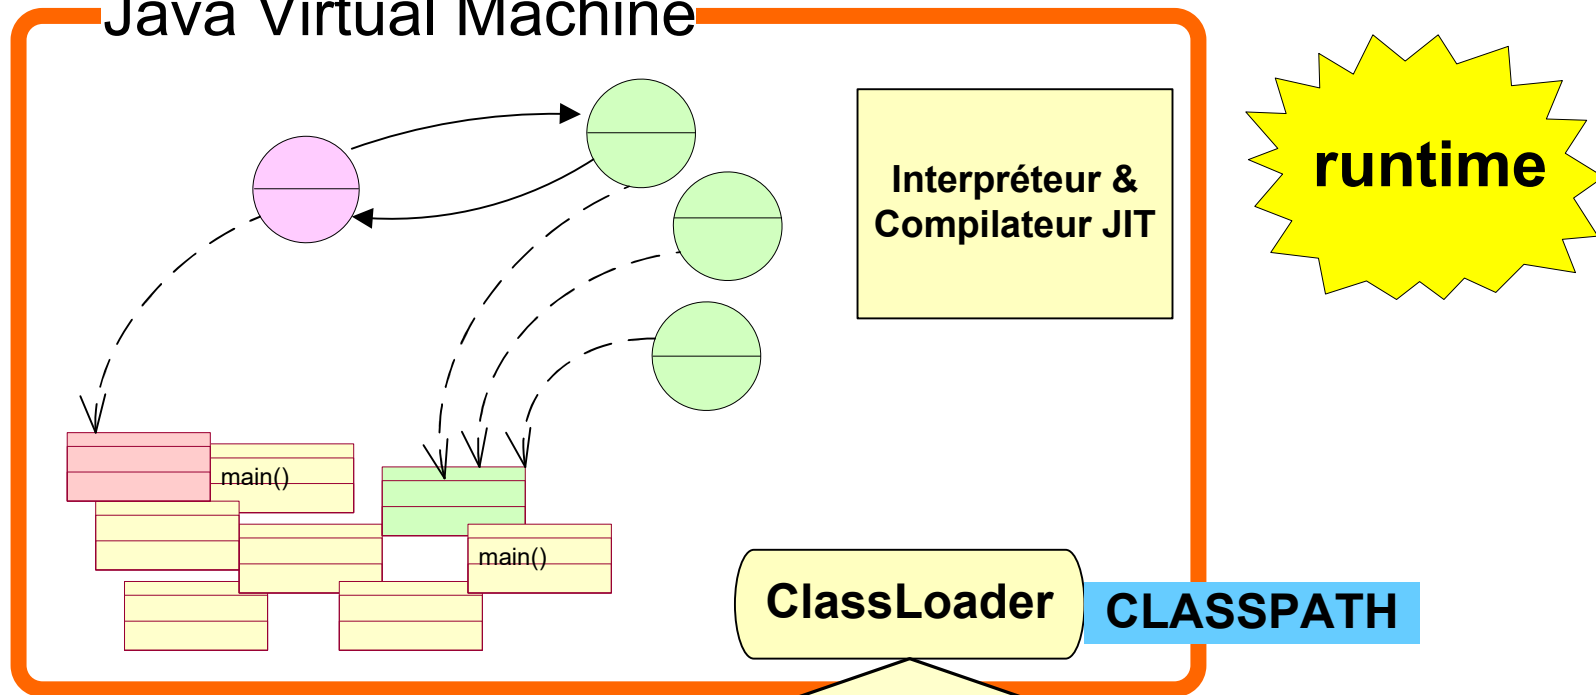 Java Virtual Machine
runtime
Interpréteur &
Compilateur JIT
main()
main()
ClassLoader
CLASSPATH